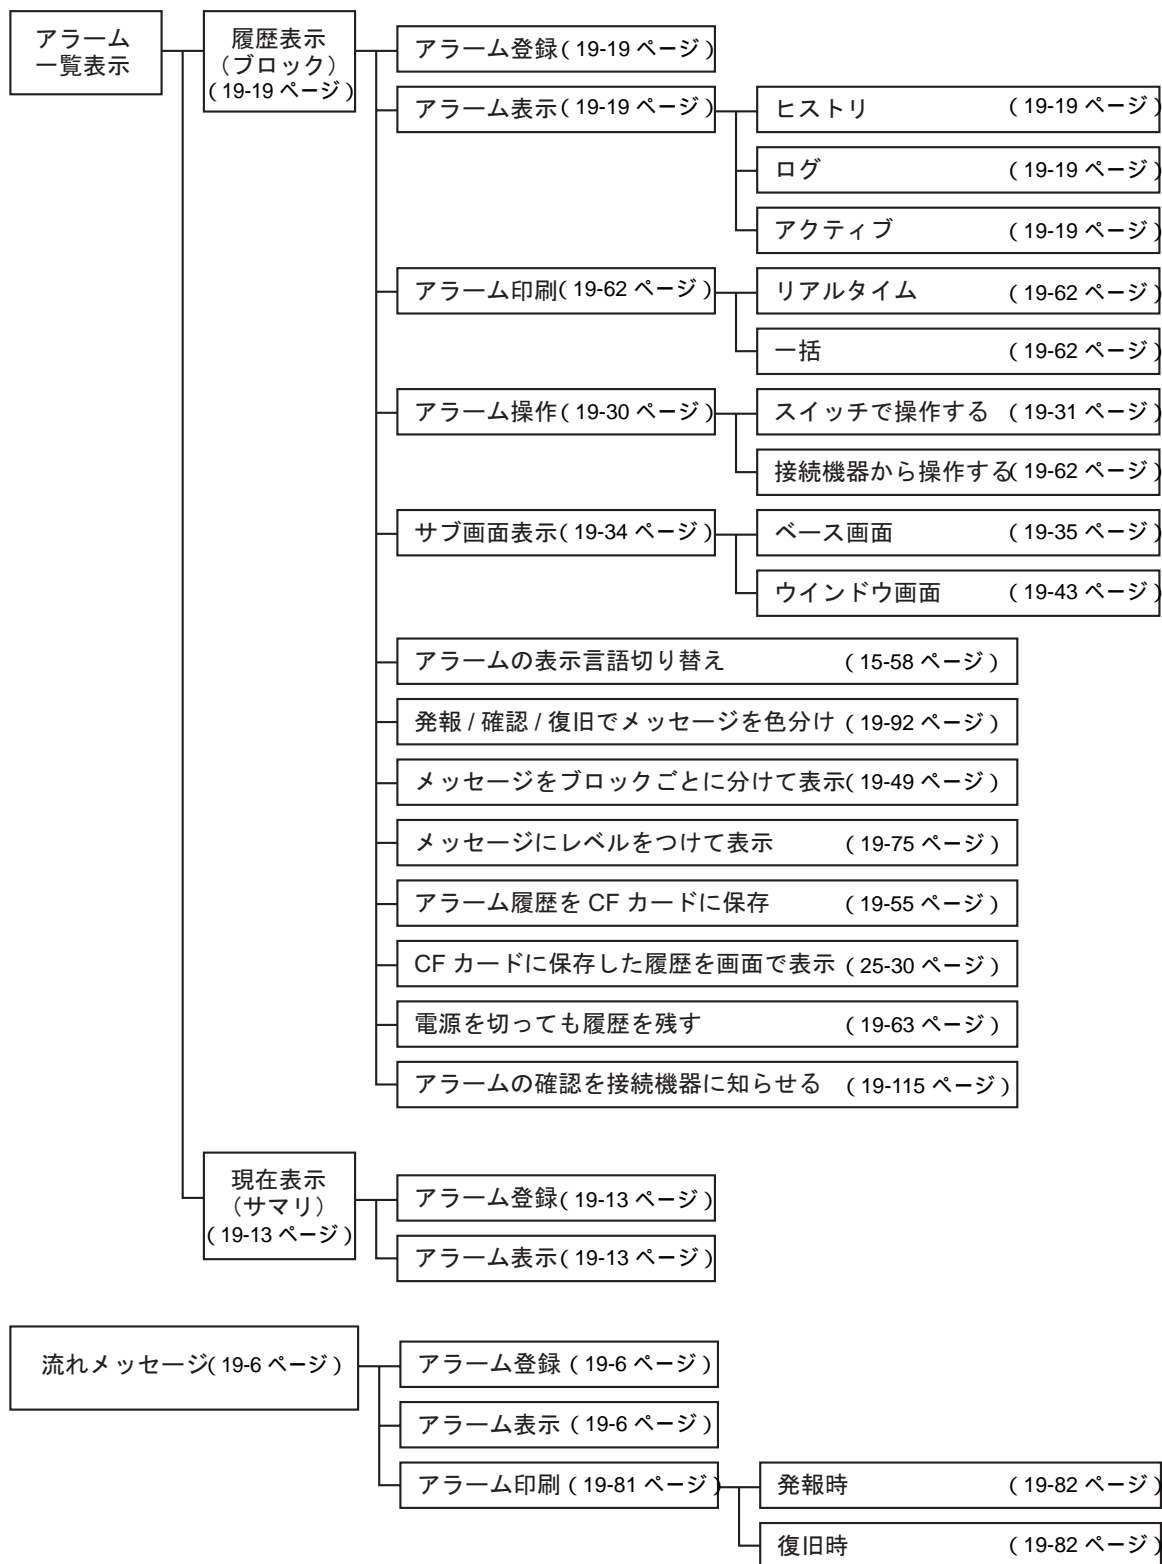 アラーム
一覧表示
履歴表示
（ブロック）
( 19-19 ページ )
アラーム登録( 19-19 ページ )
アラーム表示( 19-19 ページ )
ヒストリ ( 19-19 ページ )
ログ ( 19-19 ページ )
アクティブ ( 19-19 ページ )
アラーム印刷( 19-62 ページ )
リアルタイム ( 19-62 ページ )
一括 ( 19-62 ページ )
アラーム操作( 19-30 ページ )
スイッチで操作する ( 19-31 ページ )
接続機器から操作する( 19-62 ページ )
サブ画面表示( 19-34 ページ )
ベース画面 ( 19-35 ページ )
ウインドウ画面 ( 19-43 ページ )
アラームの表示言語切り替え ( 15-58 ページ )
発報 / 確認 / 復旧でメッセージを色分け ( 19-92 ページ )
メッセージをブロックごとに分けて表示( 19-49 ページ )
メッセージにレベルをつけて表示 ( 19-75 ページ )
アラーム履歴を CF カードに保存 ( 19-55 ページ )
CF カードに保存した履歴を画面で表示 ( 25-30 ページ )
電源を切っても履歴を残す ( 19-63 ページ )
アラームの確認を接続機器に知らせる ( 19-115 ページ )
現在表示
（サマリ）
( 19-13 ページ )
アラーム登録( 19-13 ページ )
アラーム表示( 19-13 ページ )
流れメッセージ( 19-6 ページ )
アラーム登録 ( 19-6 ページ )
アラーム表示 ( 19-6 ページ )
アラーム印刷 ( 19-81 ページ )
発報時 ( 19-82 ページ )
復旧時 ( 19-82 ページ )